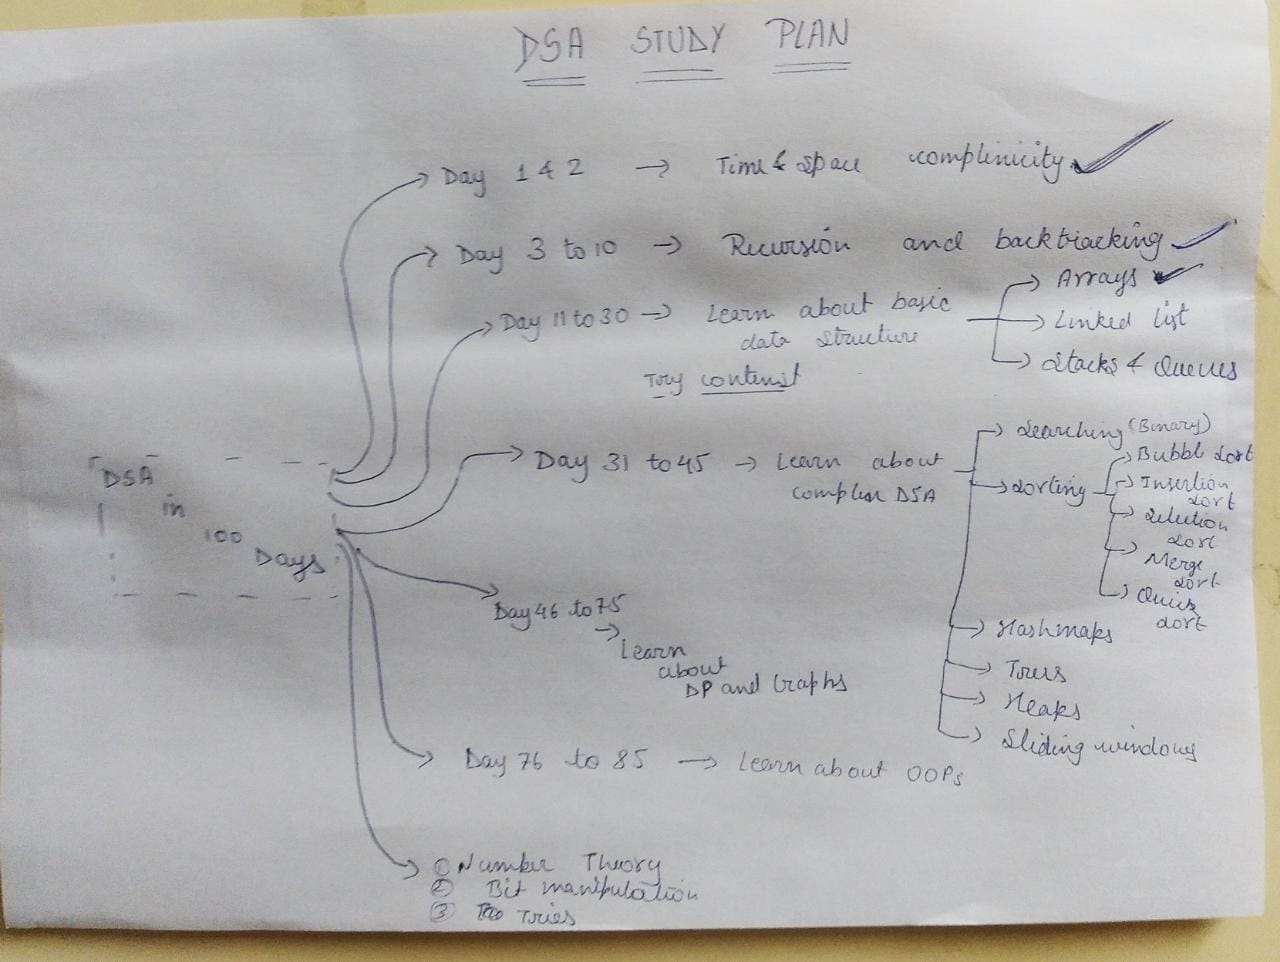 DSA STUDY PLAN
Day 1 & 2 → Time & space complinicity ✓
Day 3 to 10 → Recursion and backtracking ✓
Day 11 to 30 → Learn about basic
data structure
Arrays ✓
Linked list
Stacks & Queues
Try contenst
Day 31 to 45 → Learn about
complex DSA
Searching (Binary)
Sorting
Bubble sort
Insertion
sort
Selection
sort
Merge
sort
Quick
sort
Hashmaps
Trees
Heaps
Sliding windows
DSA
in
100
Days
Day 46 to 75
→ Learn
about
DP and Graphs
Day 76 to 85 → Learn about OOPs
① Number Theory
② Bit manipulation
③ Tries